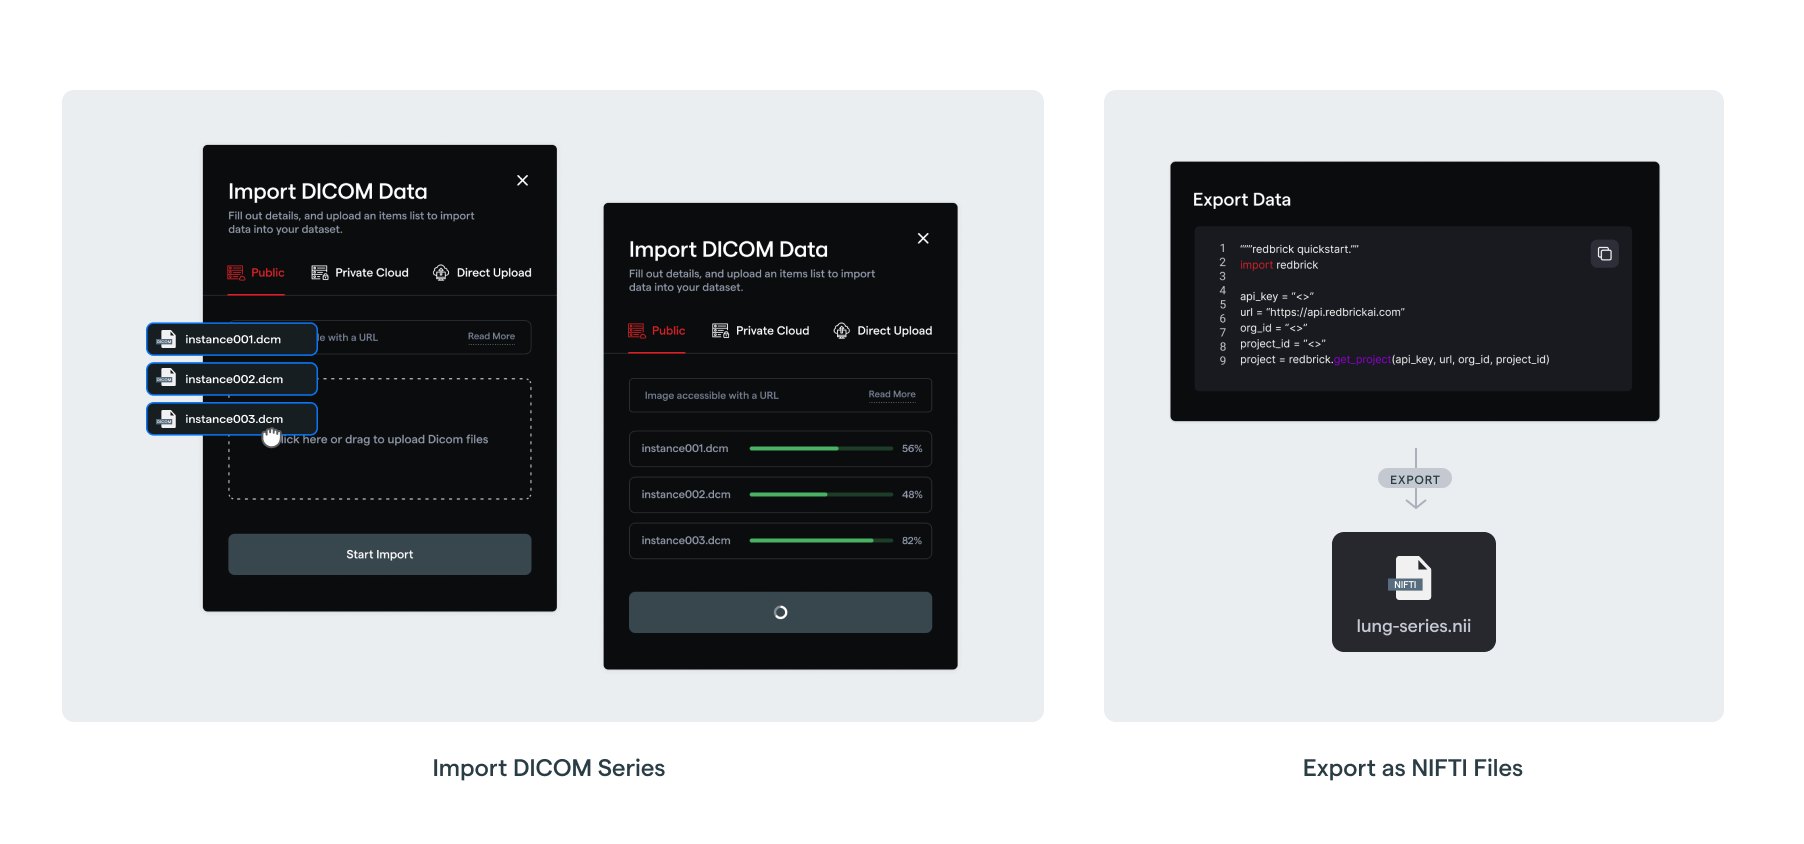 Import DICOM Data
Fill out details, and upload an items list to import
data into your dataset.
Public Private Cloud Direct Upload
instance001.dcm
with a URL Read More
instance002.dcm
instance003.dcm
lick here or drag to upload Dicom files
Start Import
Import DICOM Data
Fill out details, and upload an items list to import
data into your dataset.
Public Private Cloud Direct Upload
Image accessible with a URL Read More
instance001.dcm 56%
instance002.dcm 48%
instance003.dcm 82%
Import DICOM Series
Export Data
1 """redbrick quickstart.""
2 import redbrick
3
4 api_key = "<>"
5 url = "https://api.redbrickai.com"
6 org_id = "<>"
7 project_id = "<>"
8 project = redbrick.get_project(api_key, url, org_id, project_id)
9
EXPORT
NIFTI
lung-series.nii
Export as NIFTI Files